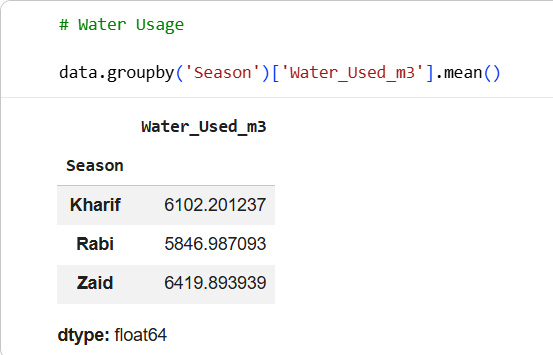 # Water Usage
data.groupby('Season')['Water_Used_m3'].mean()
Water_Used_m3
Season
Kharif 6102.201237
Rabi 5846.987093
Zaid 6419.893939
dtype: float64